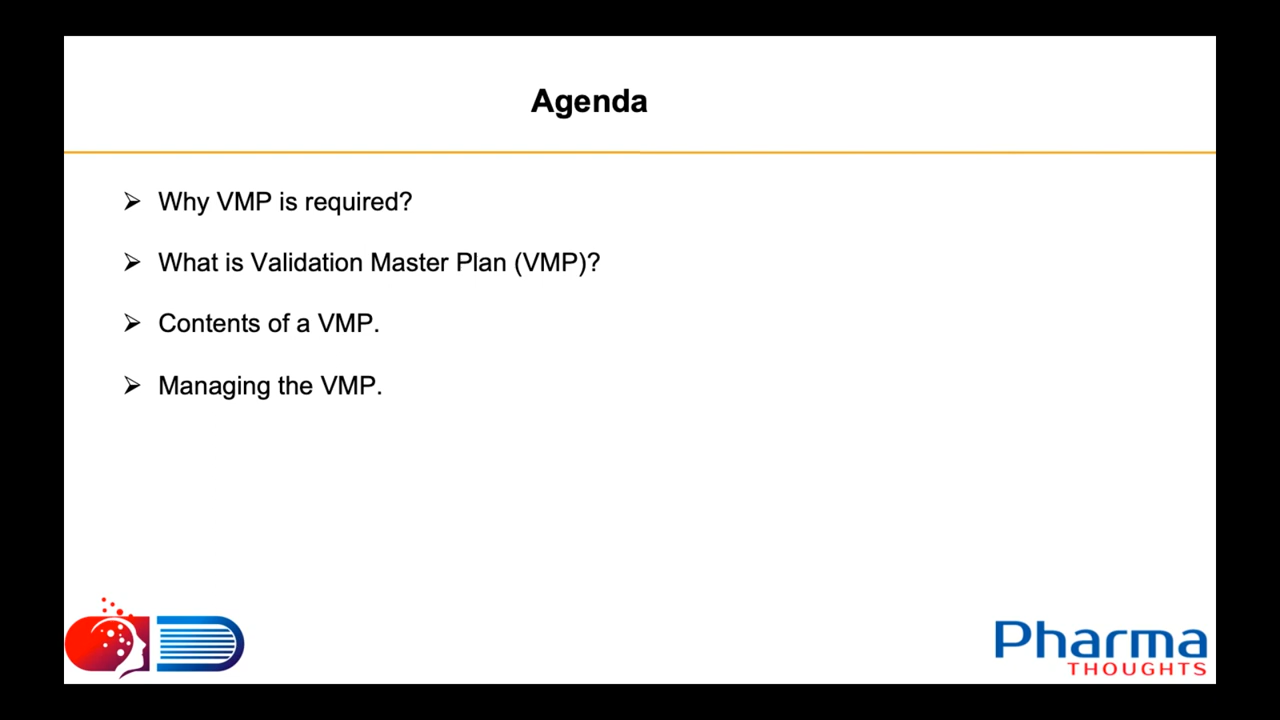 Agenda
Why VMP is required?
What is Validation Master Plan (VMP)?
Contents of a VMP.
Managing the VMP.
Pharma
THOUGHTS